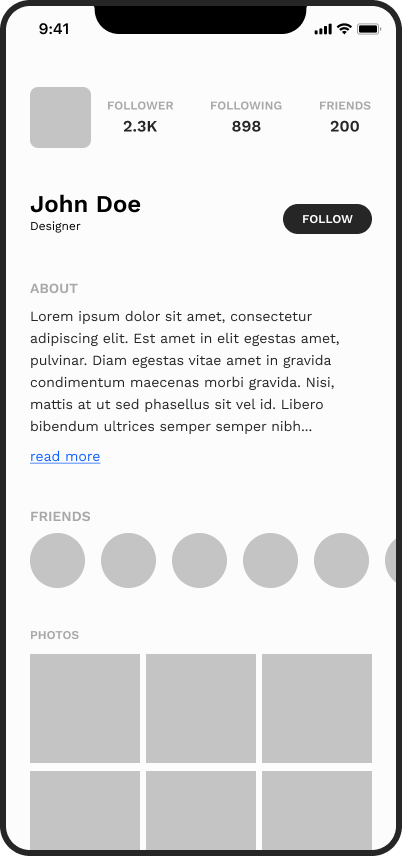 9:41
FOLLOWER FOLLOWING FRIENDS
2.3K 898 200
John Doe
Designer
FOLLOW
ABOUT
Lorem ipsum dolor sit amet, consectetur
adipiscing elit. Est amet in elit egestas amet,
pulvinar. Diam egestas vitae amet in gravida
condimentum maecenas morbi gravida. Nisi,
mattis at ut sed phasellus sit vel id. Libero
bibendum ultrices semper semper nibh...
read more
FRIENDS
PHOTOS